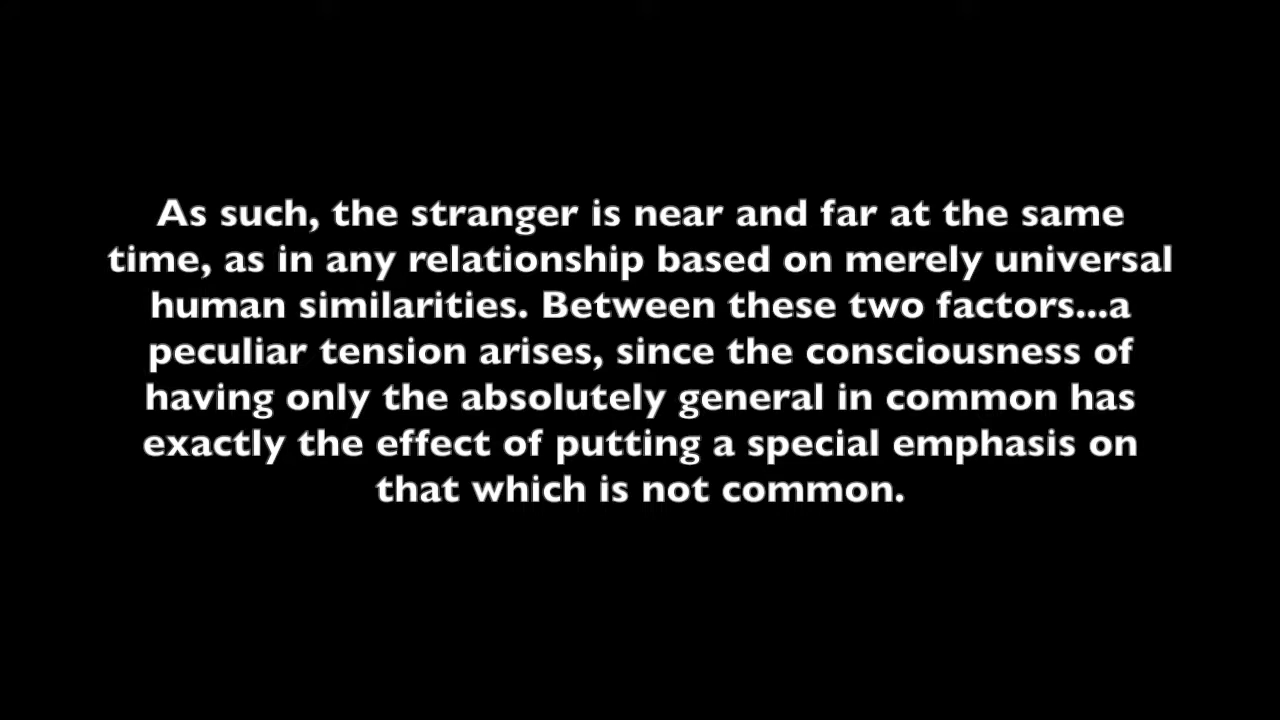 As such, the stranger is near and far at the same
time, as in any relationship based on merely universal
human similarities. Between these two factors...a
peculiar tension arises, since the consciousness of
having only the absolutely general in common has
exactly the effect of putting a special emphasis on
that which is not common.